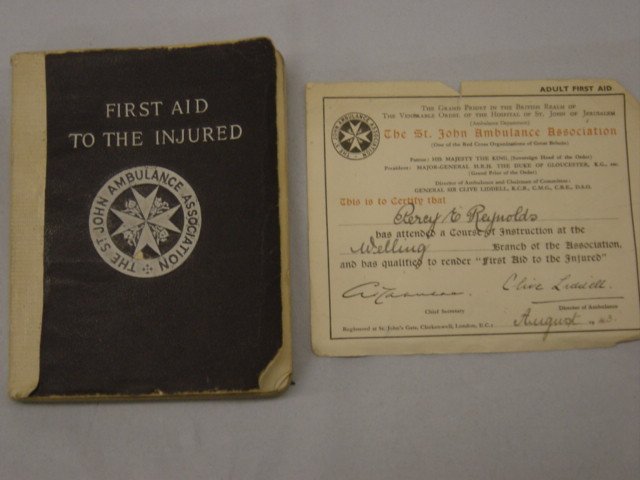 FIRST AID
TO THE INJURED
THE ST JOHN AMBULANCE ASSOCIATION
ADULT FIRST AID
THE GRAND PRIORY IN THE BRITISH REALM OF
THE VENERABLE ORDER OF THE HOSPITAL OF ST. JOHN OF JERUSALEM
(Ambulance Department)
The St. John Ambulance Association
(One of the Red Cross Organizations of Great Britain)
Patron: HIS MAJESTY THE KING (Sovereign Head of the Order)
President: MAJOR-GENERAL H.R.H. THE DUKE OF GLOUCESTER, K.G., etc.
(Grand Prior of the Order)
Director of Ambulance and Chairman of Committee:
GENERAL SIR CLIVE LIDDELL, K.C.B., C.M.G., C.B.E., D.S.O.
This is to Certify that
Percy E Reynolds
has attended a Course of Instruction at the
Welling Branch of the Association,
and has qualified to render "First Aid to the Injured"
Clive Liddell.
Chief Secretary
Director of Ambulance
Registered at St. John's Gate, Clerkenwell, London, E.C.1
August